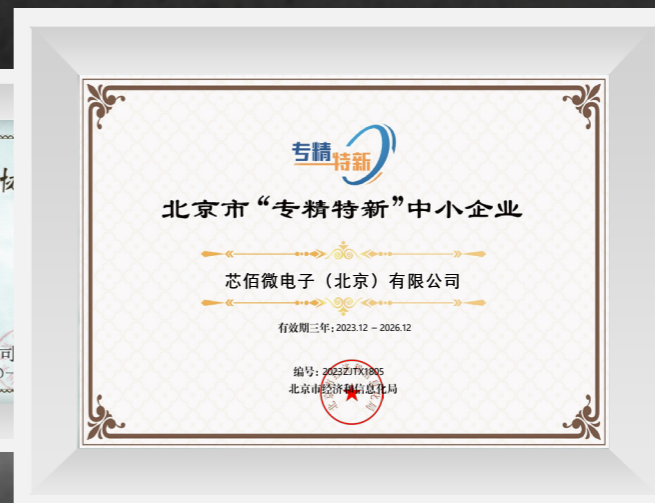 专精
特新
北京市“专精特新”中小企业
芯佰微电子（北京）有限公司
有效期三年：2023.12 – 2026.12
编号：2023ZJTX1805
北京市经济和信息化局
司